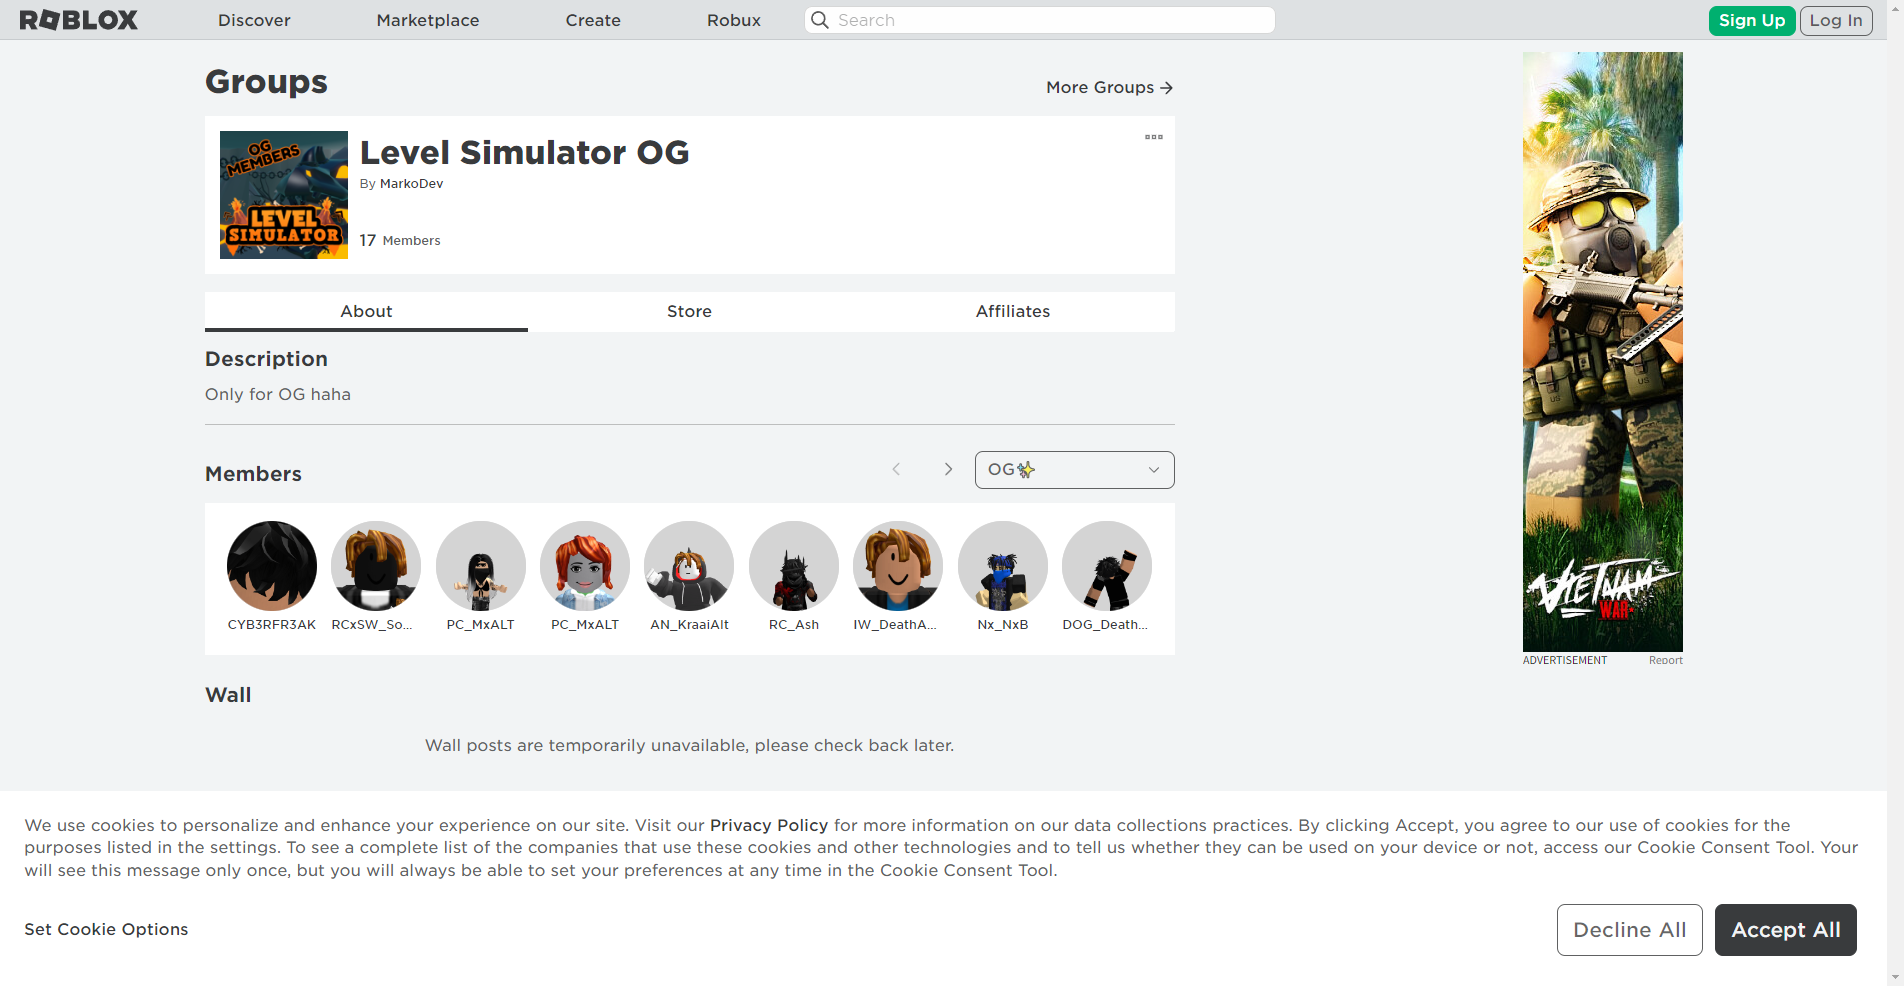 ROBLOX
Discover
Marketplace
Create
Robux
Search
Sign Up
Log In
Groups
More Groups
OG
MEMBERS
LEVEL
SIMULATOR
Level Simulator OG
By MarkoDev
17 Members
About
Store
Affiliates
Description
Only for OG haha
Members
OG✨
CYB3RFR3AK
RCxSW_So...
PC_MxALT
PC_MxALT
AN_KraaiAlt
RC_Ash
IW_DeathA...
Nx_NxB
DOG_Death...
Wall
Wall posts are temporarily unavailable, please check back later.
US
US
VIETNAM
WAR
ADVERTISEMENT
Report
We use cookies to personalize and enhance your experience on our site. Visit our Privacy Policy for more information on our data collections practices. By clicking Accept, you agree to our use of cookies for the
purposes listed in the settings. To see a complete list of the companies that use these cookies and other technologies and to tell us whether they can be used on your device or not, access our Cookie Consent Tool. Your
will see this message only once, but you will always be able to set your preferences at any time in the Cookie Consent Tool.
Set Cookie Options
Decline All
Accept All